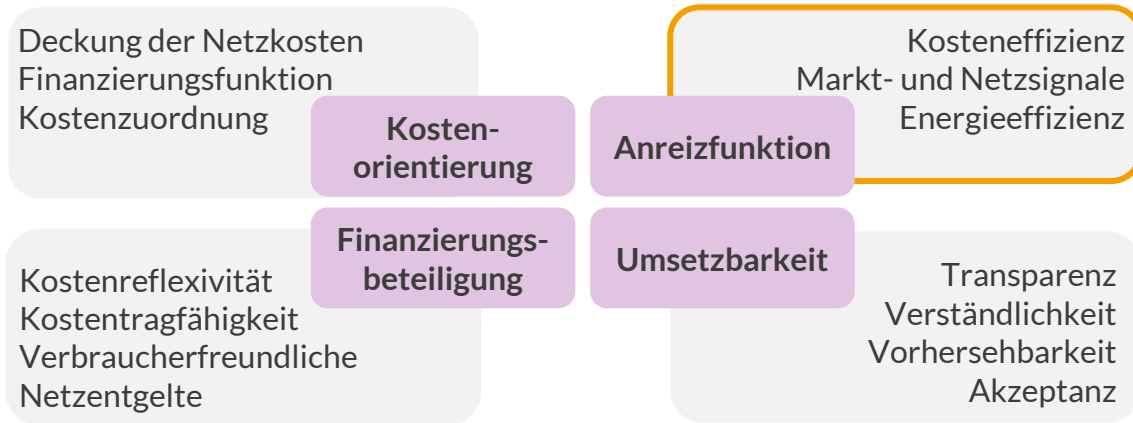 Deckung der Netzkosten
Finanzierungsfunktion
Kostenzuordnung
Kosten-
orientierung
Kosteneffizienz
Markt- und Netzsignale
Energieeffizienz
Anreizfunktion
Finanzierungs-
beteiligung
Kostenreflexivität
Kostentragfähigkeit
Verbraucherfreundliche
Netzentgelte
Umsetzbarkeit
Transparenz
Verständlichkeit
Vorhersehbarkeit
Akzeptanz